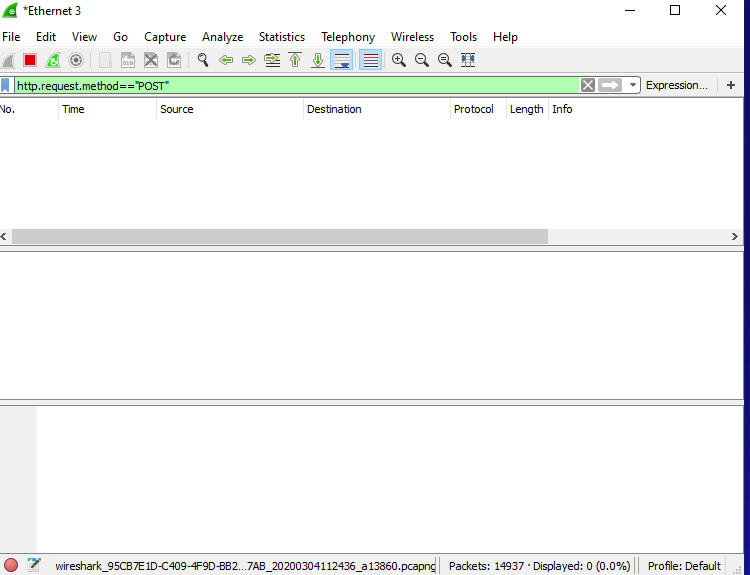 *Ethernet 3
File Edit View Go Capture Analyze Statistics Telephony Wireless Tools Help
http.request.method=="POST" Expression… +
No. Time Source Destination Protocol Length Info
wireshark_95CB7E1D-C409-4F9D-BB2…7AB_20200304112436_a13860.pcapng Packets: 14937 · Displayed: 0 (0.0%) Profile: Default